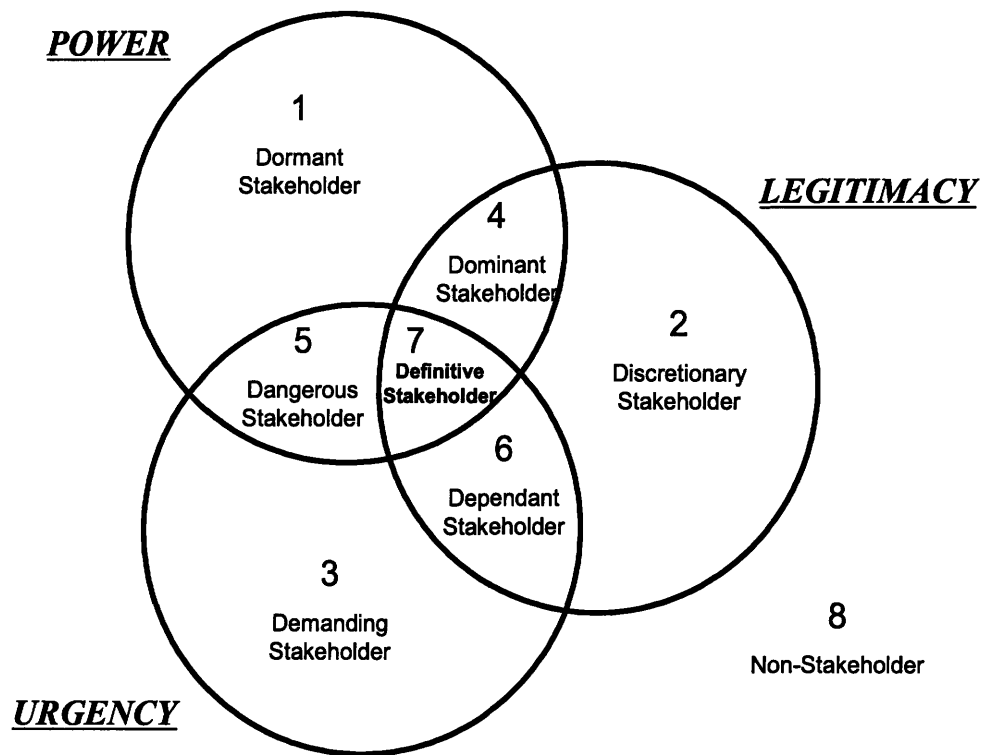 POWER
1
Dormant
Stakeholder
LEGITIMACY
4
Dominant
Stakeholder
2
Discretionary
Stakeholder
5
Dangerous
Stakeholder
7
Definitive
Stakeholder
6
Dependant
Stakeholder
3
Demanding
Stakeholder
8
Non-Stakeholder
URGENCY